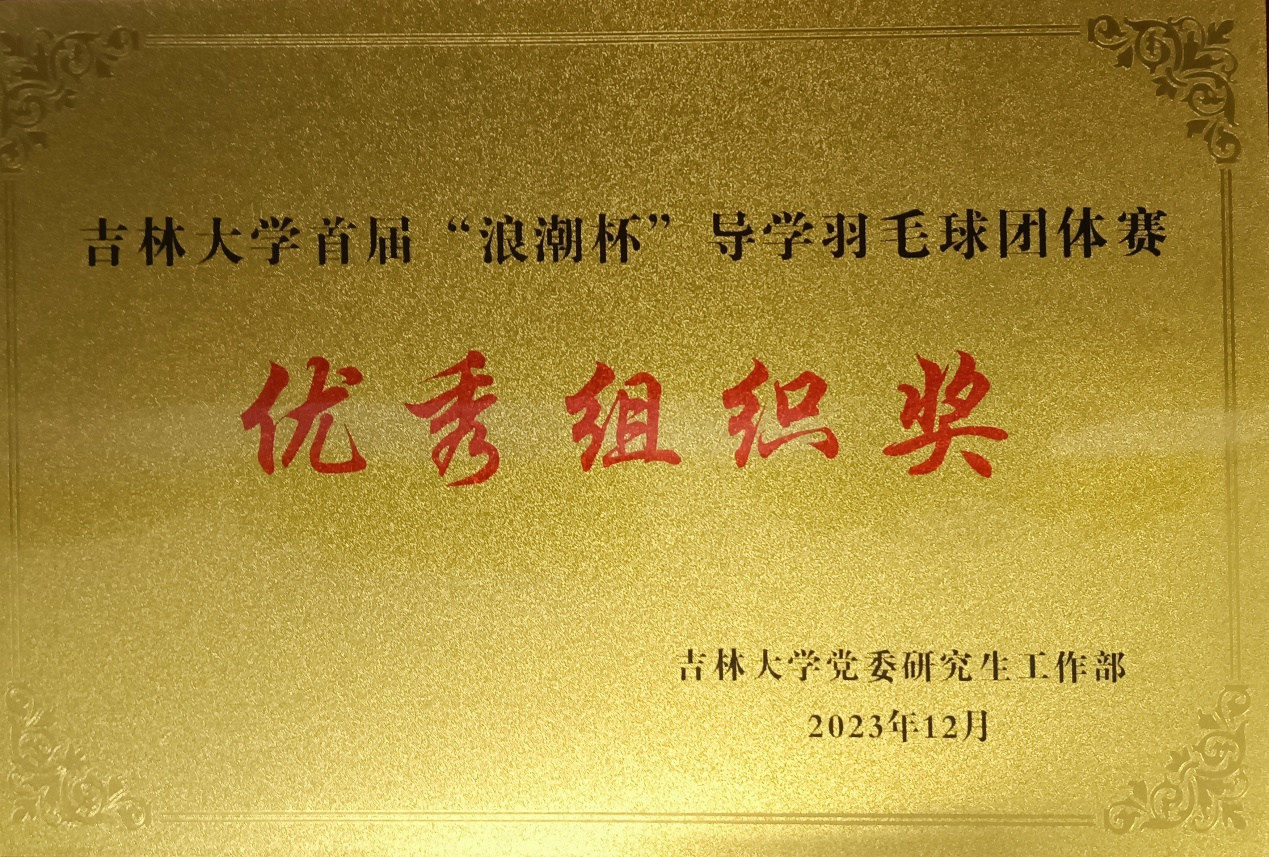 吉林大学首届“浪潮杯”导学羽毛球团体赛
优秀组织奖
吉林大学党委研究生工作部
2023年12月